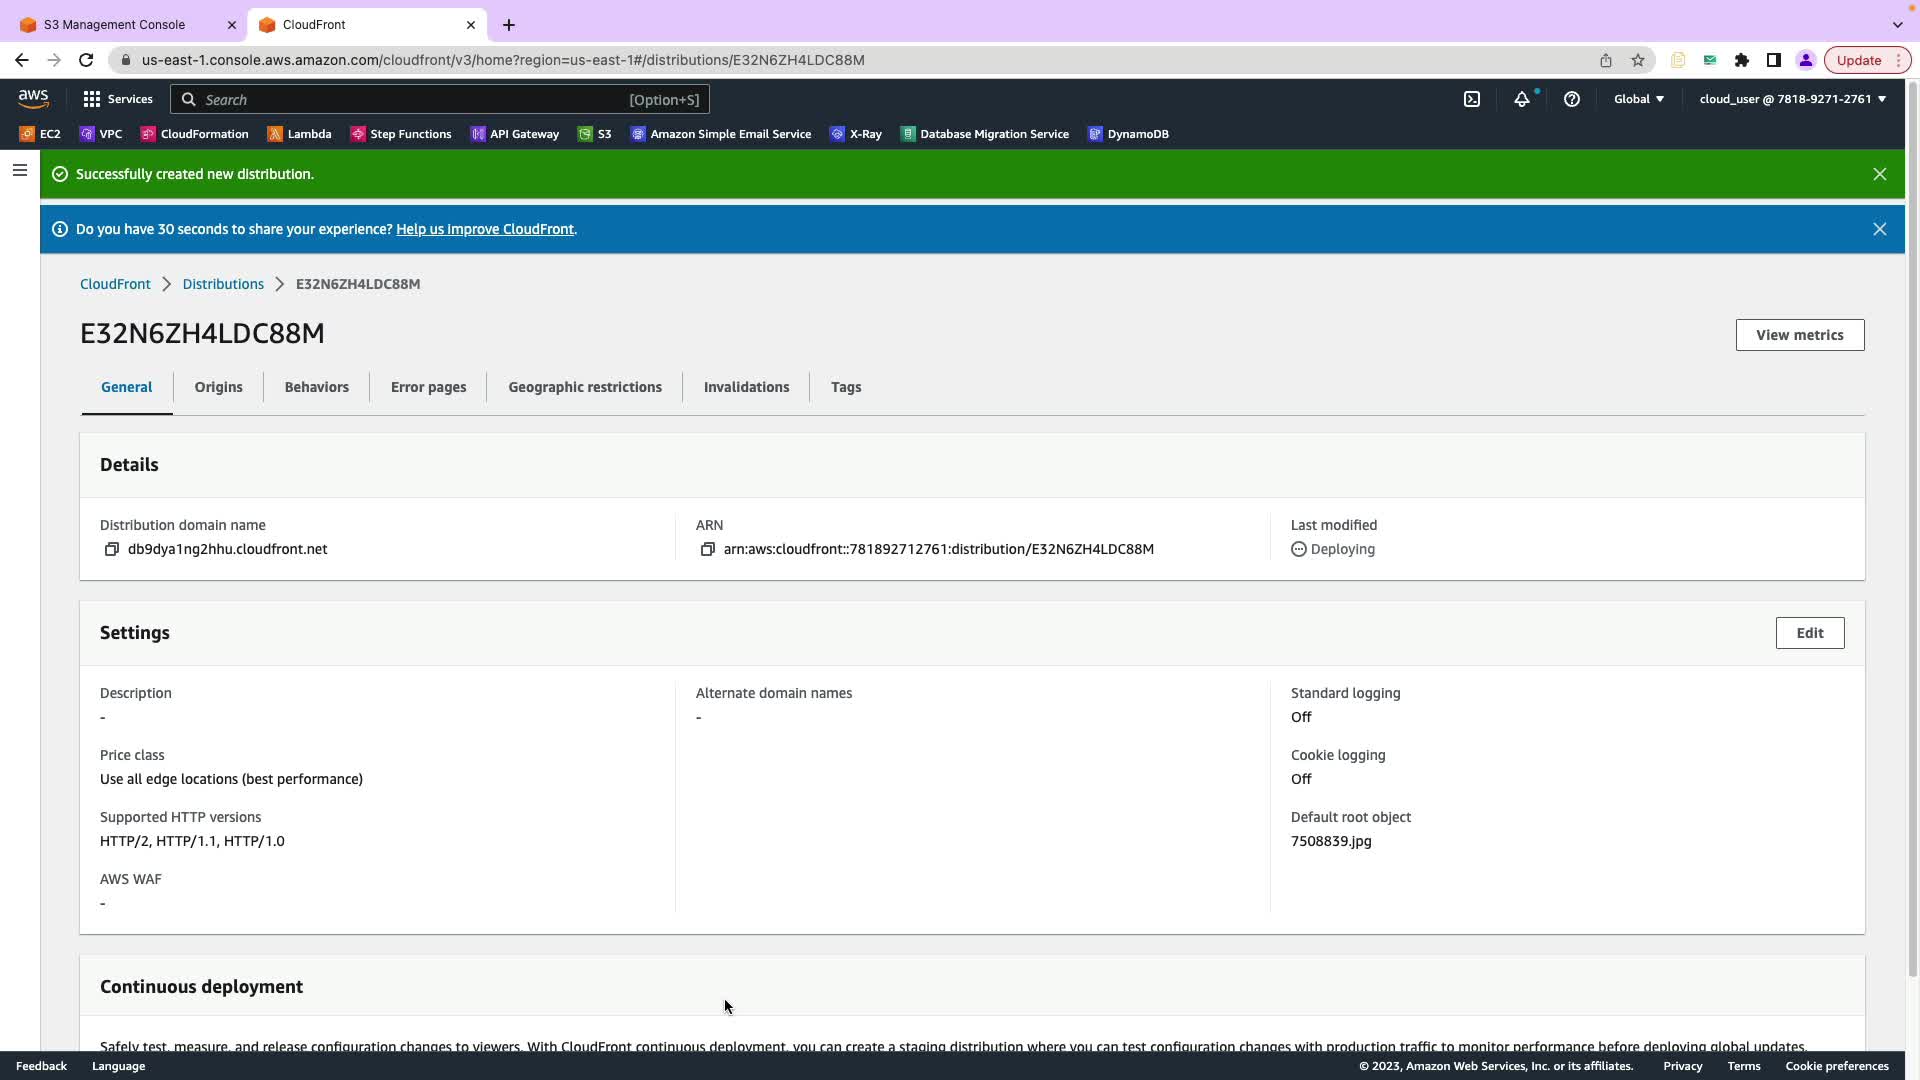 S3 Management Console
CloudFront
us-east-1.console.aws.amazon.com/cloudfront/v3/home?region=us-east-1#/distributions/E32N6ZH4LDC88M
Update
aws
Services
Search
[Option+S]
Global
cloud_user @ 7818-9271-2761
EC2
VPC
CloudFormation
Lambda
Step Functions
API Gateway
S3
Amazon Simple Email Service
X-Ray
Database Migration Service
DynamoDB
Successfully created new distribution.
Do you have 30 seconds to share your experience? Help us improve CloudFront.
CloudFront
Distributions
E32N6ZH4LDC88M
E32N6ZH4LDC88M
View metrics
General
Origins
Behaviors
Error pages
Geographic restrictions
Invalidations
Tags
Details
Distribution domain name
db9dya1ng2hhu.cloudfront.net
ARN
arn:aws:cloudfront::781892712761:distribution/E32N6ZH4LDC88M
Last modified
Deploying
Settings
Edit
Description
-
Price class
Use all edge locations (best performance)
Supported HTTP versions
HTTP/2, HTTP/1.1, HTTP/1.0
AWS WAF
-
Alternate domain names
-
Standard logging
Off
Cookie logging
Off
Default root object
7508839.jpg
Continuous deployment
Safely test, measure, and release configuration changes to viewers. With CloudFront continuous deployment, you can create a staging distribution where you can test configuration changes with production traffic to monitor performance before deploying global updates.
Feedback
Language
© 2023, Amazon Web Services, Inc. or its affiliates.
Privacy
Terms
Cookie preferences